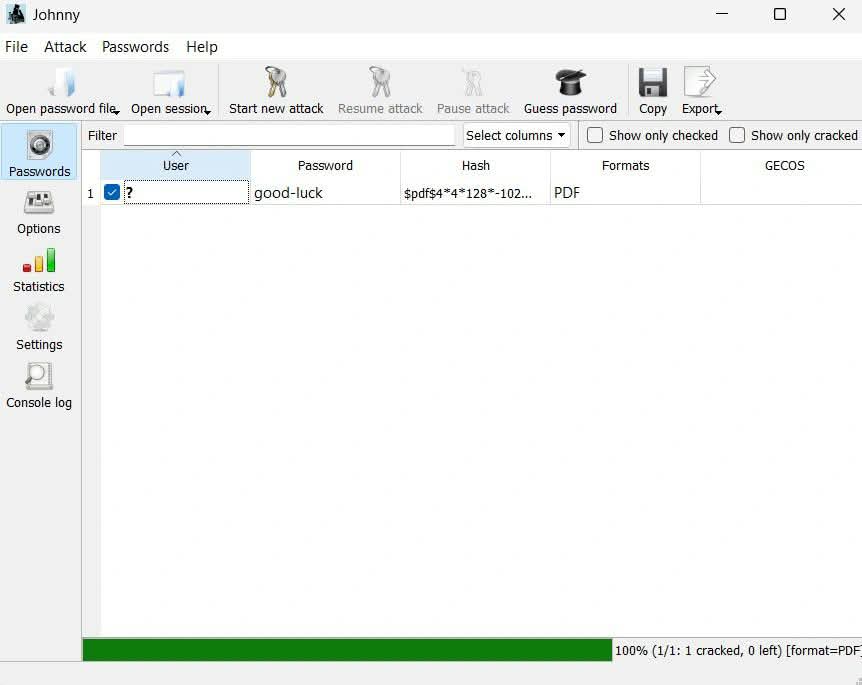 Johnny
File Attack Passwords Help
Open password file Open session Start new attack Resume attack Pause attack Guess password Copy Export
Filter Select columns Show only checked Show only cracked
Passwords
User Password Hash Formats GECOS
1 ? good-luck $pdf$4*4*128*-102... PDF
Options
Statistics
Settings
Console log
100% (1/1: 1 cracked, 0 left) [format=PDF]